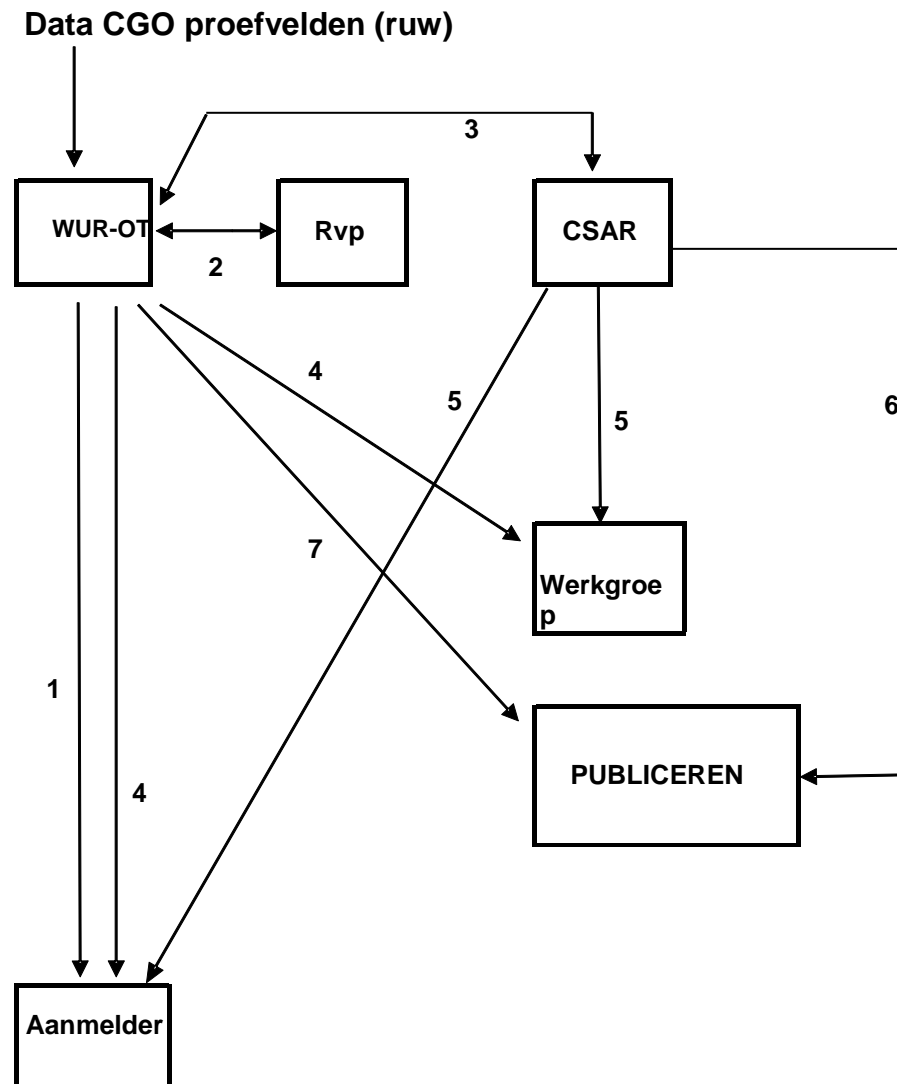 Data CGO proefvelden (ruw)
3
WUR-OT
Rvp
CSAR
2
4
5
5
6
7
Werkgroe
p
1
PUBLICEREN
4
Aanmelder